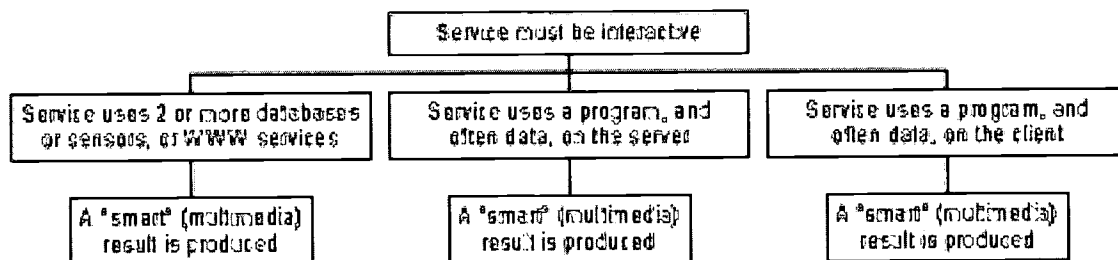 Service must be interactive
Service uses 2 or more databases
or sensors, or WWW services
Service uses a program, and
often data, on the server
Service uses a program, and
often data, on the client
A "smart" (multimedia)
result is produced
A "smart" (multimedia)
result is produced
A "smart" (multimedia)
result is produced